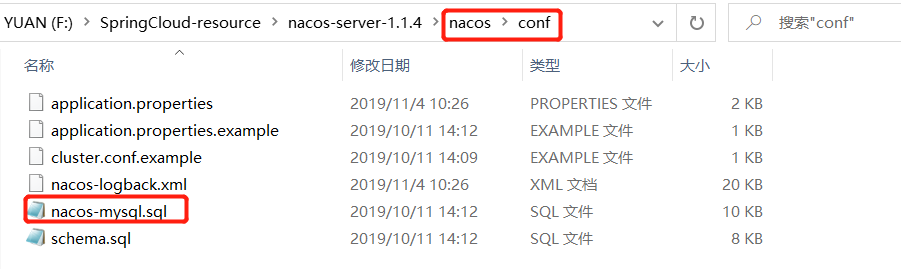 YUAN (F:) > SpringCloud-resource > nacos-server-1.1.4 > nacos > conf 搜索"conf"
名称 修改日期 类型 大小
application.properties 2019/11/4 10:26 PROPERTIES 文件 2 KB
application.properties.example 2019/10/11 14:12 EXAMPLE 文件 1 KB
cluster.conf.example 2019/10/11 14:09 EXAMPLE 文件 1 KB
nacos-logback.xml 2019/11/4 10:26 XML 文档 20 KB
nacos-mysql.sql 2019/10/11 14:12 SQL 文件 10 KB
schema.sql 2019/10/11 14:12 SQL 文件 8 KB